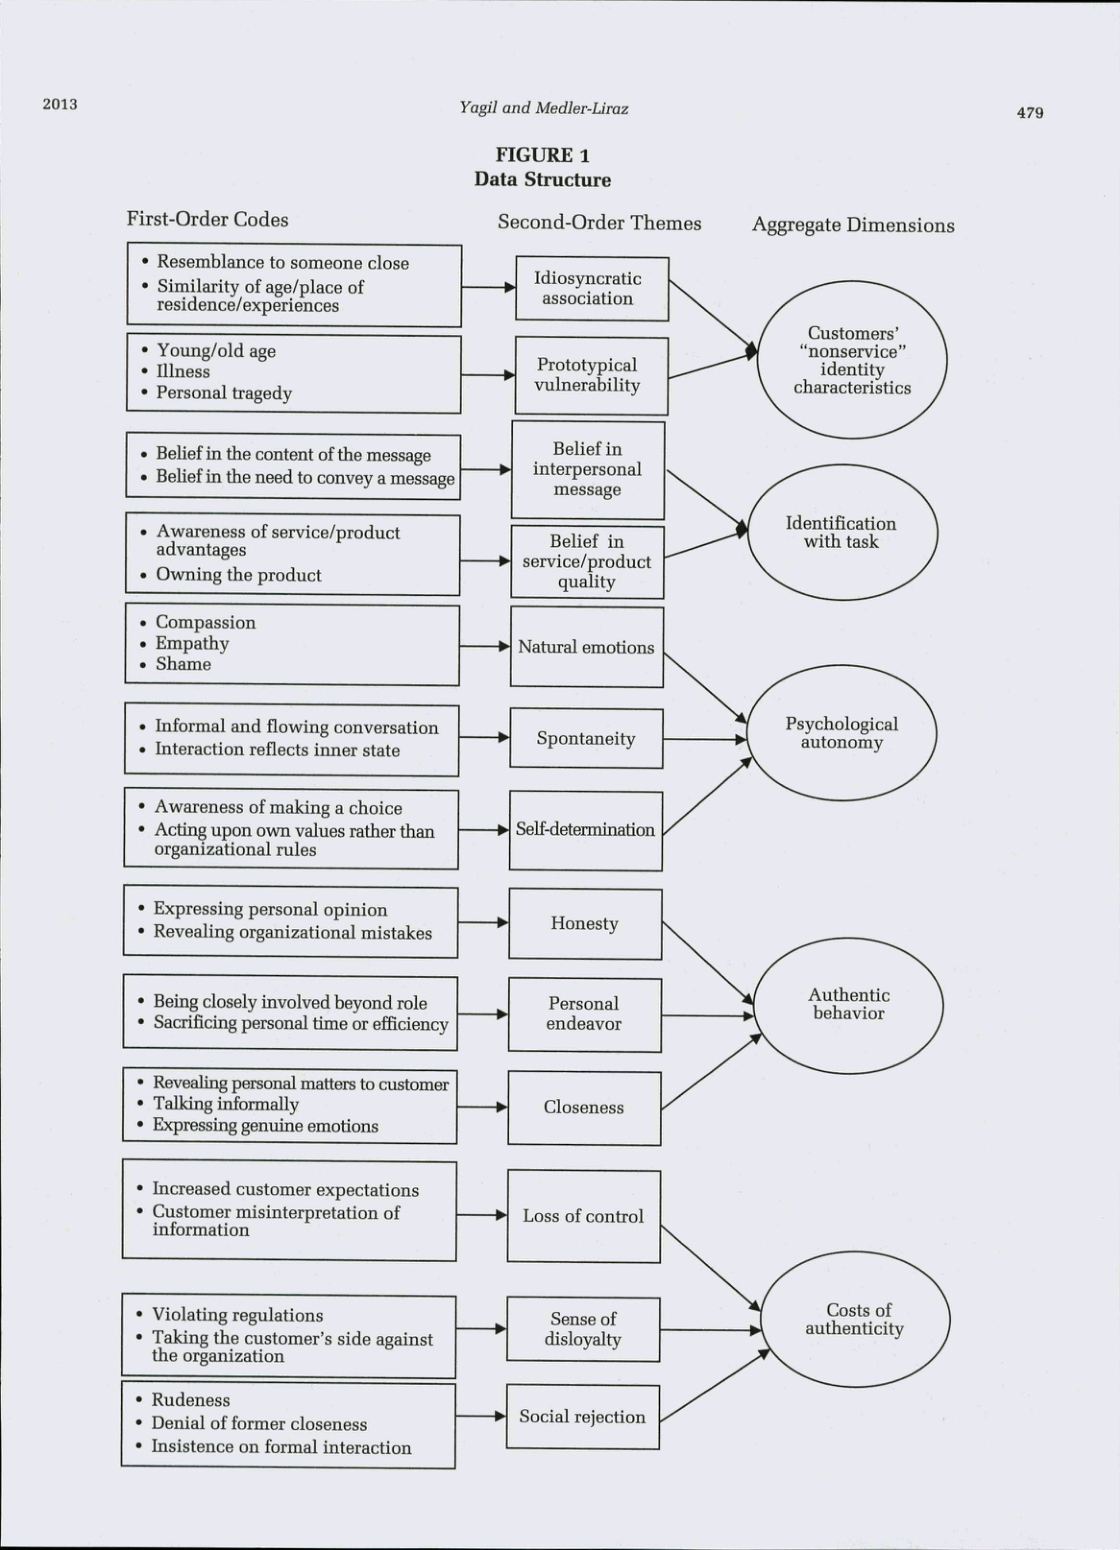 2013
Yagil and Medler-Liraz
479
FIGURE 1
Data Structure
First-Order Codes
Second-Order Themes
Aggregate Dimensions
• Resemblance to someone close
• Similarity of age/place of
residence/experiences
Idiosyncratic
association
• Young/old age
• Illness
• Personal tragedy
Prototypical
vulnerability
Customers’
“nonservice”
identity
characteristics
• Belief in the content of the message
• Belief in the need to convey a message
Belief in
interpersonal
message
• Awareness of service/product
advantages
• Owning the product
Belief in
service/product
quality
Identification
with task
• Compassion
• Empathy
• Shame
Natural emotions
• Informal and flowing conversation
• Interaction reflects inner state
Spontaneity
• Awareness of making a choice
• Acting upon own values rather than
organizational rules
Self-determination
Psychological
autonomy
• Expressing personal opinion
• Revealing organizational mistakes
Honesty
• Being closely involved beyond role
• Sacrificing personal time or efficiency
Personal
endeavor
• Revealing personal matters to customer
• Talking informally
• Expressing genuine emotions
Closeness
Authentic
behavior
• Increased customer expectations
• Customer misinterpretation of
information
Loss of control
• Violating regulations
• Taking the customer’s side against
the organization
Sense of
disloyalty
• Rudeness
• Denial of former closeness
• Insistence on formal interaction
Social rejection
Costs of
authenticity